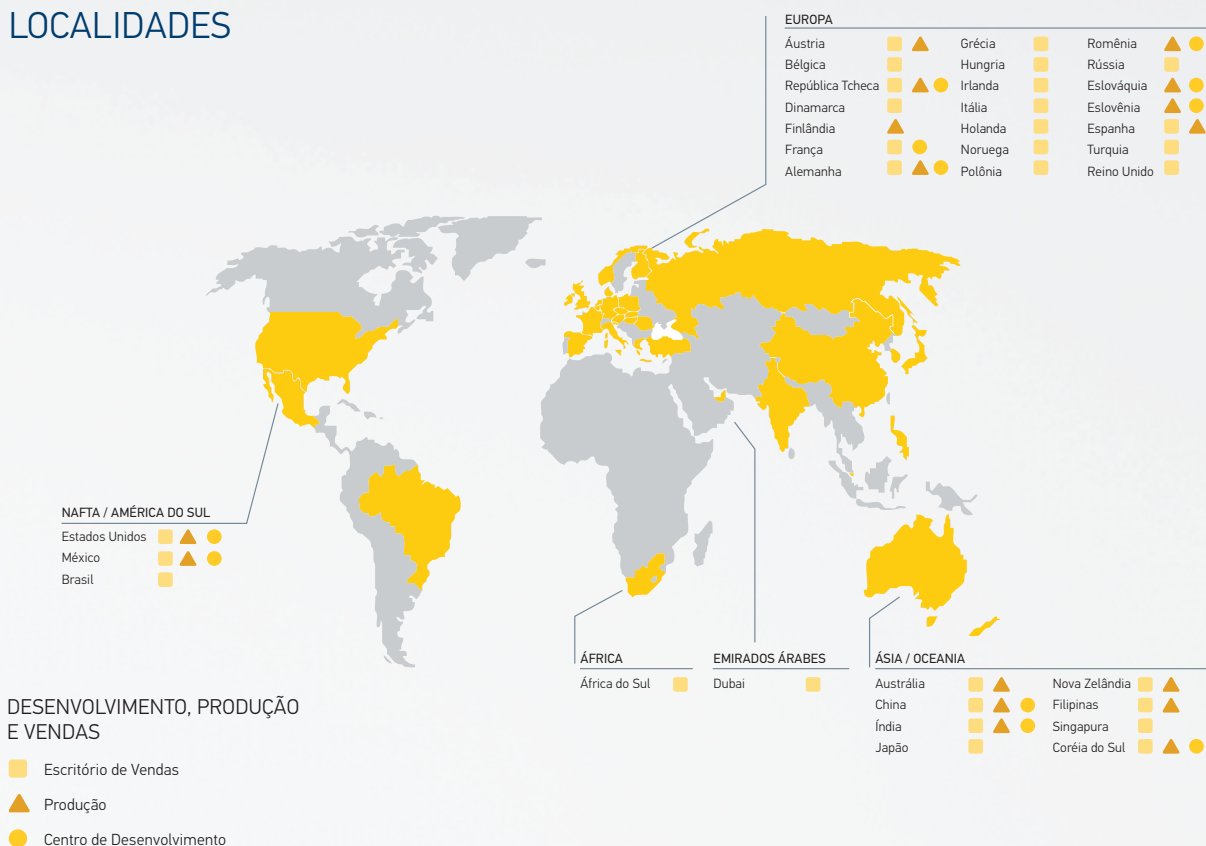 LOCALIDADES
EUROPA
Áustria
Bélgica
República Tcheca
Dinamarca
Finlândia
França
Alemanha
Grécia
Hungria
Irlanda
Itália
Holanda
Noruega
Polônia
Romênia
Rússia
Eslováquia
Eslovênia
Espanha
Turquia
Reino Unido
NAFTA / AMÉRICA DO SUL
Estados Unidos
México
Brasil
ÁFRICA
África do Sul
EMIRADOS ÁRABES
Dubai
ÁSIA / OCEANIA
Austrália
China
Índia
Japão
Nova Zelândia
Filipinas
Singapura
Coréia do Sul
DESENVOLVIMENTO, PRODUÇÃO
E VENDAS
Escritório de Vendas
Produção
Centro de Desenvolvimento